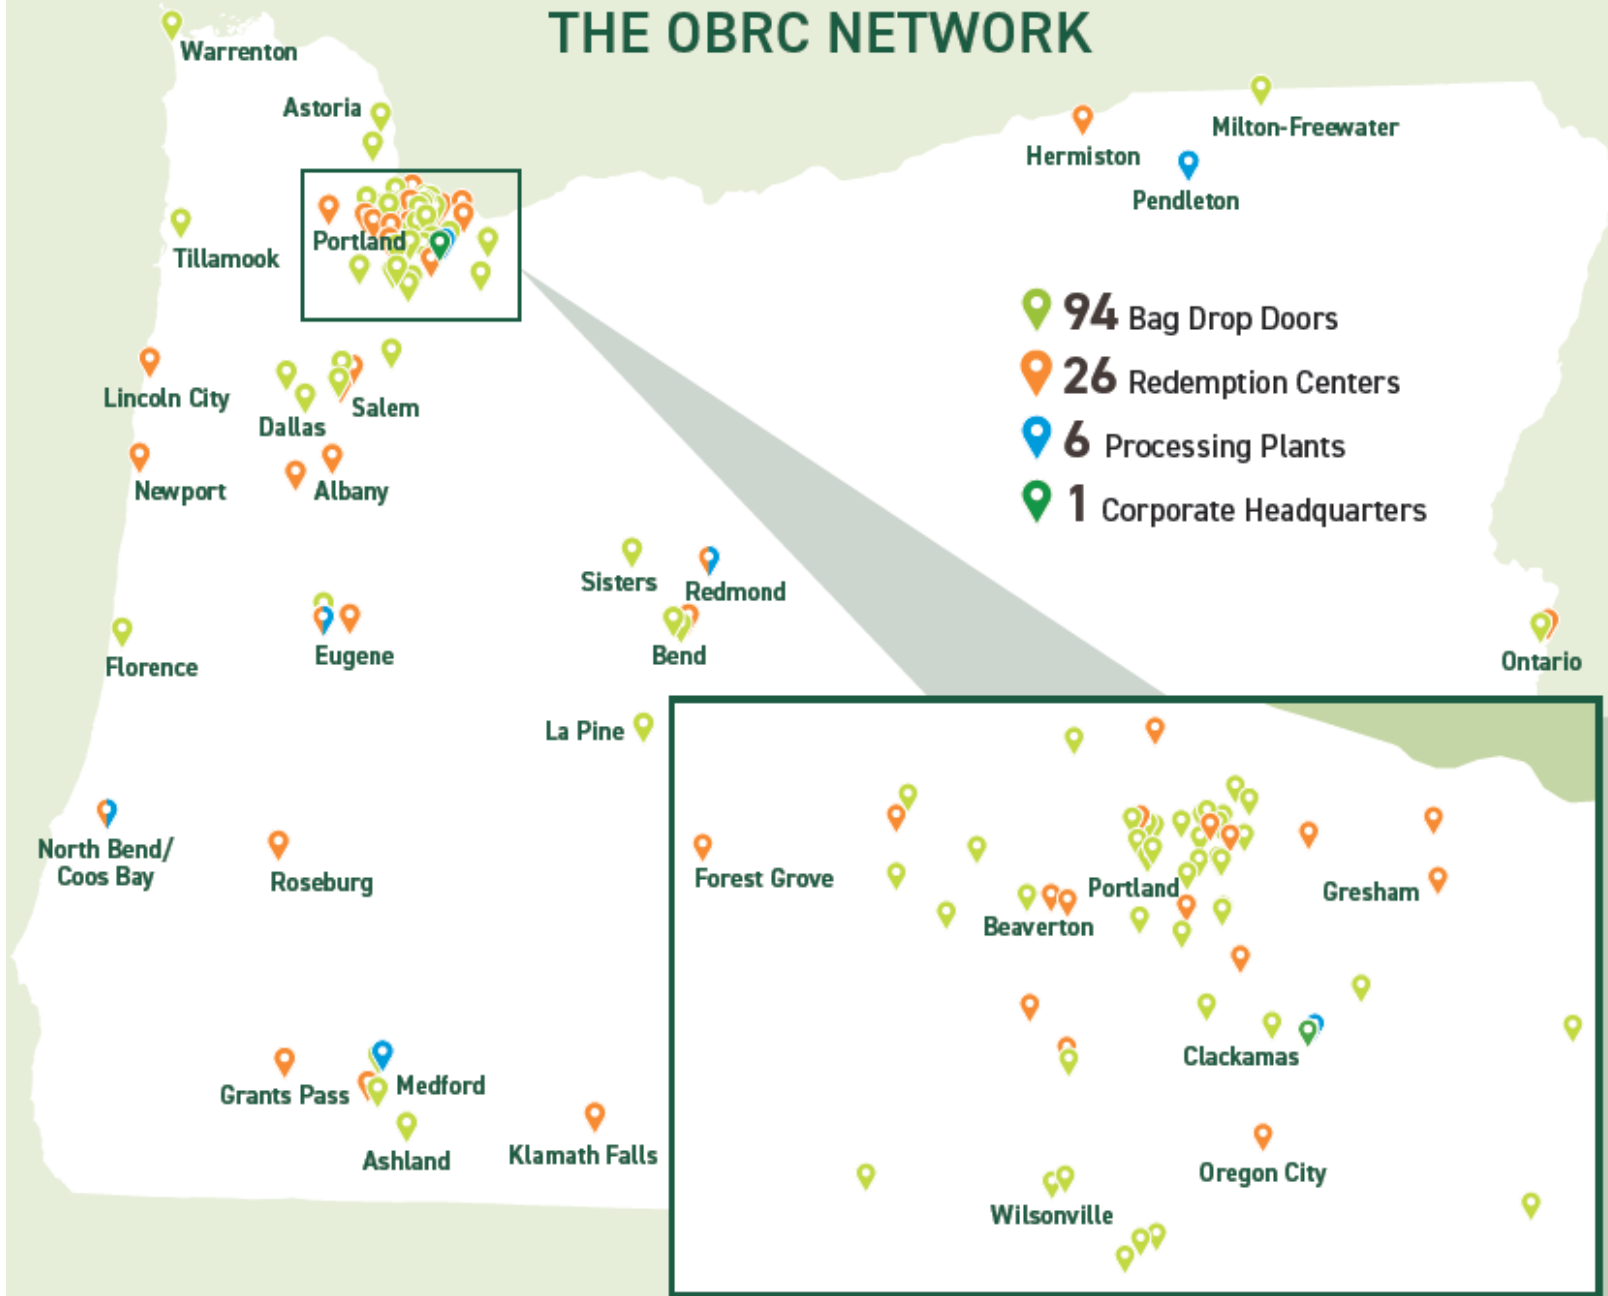 THE OBRC NETWORK
Warrenton
Astoria
Milton-Freewater
Hermiston
Pendleton
Portland
Tillamook
94 Bag Drop Doors
26 Redemption Centers
6 Processing Plants
1 Corporate Headquarters
Lincoln City
Salem
Dallas
Newport
Albany
Sisters
Redmond
Eugene
Bend
Florence
Ontario
La Pine
North Bend/
Coos Bay
Roseburg
Grants Pass
Medford
Ashland
Klamath Falls
Forest Grove
Portland
Gresham
Beaverton
Clackamas
Oregon City
Wilsonville